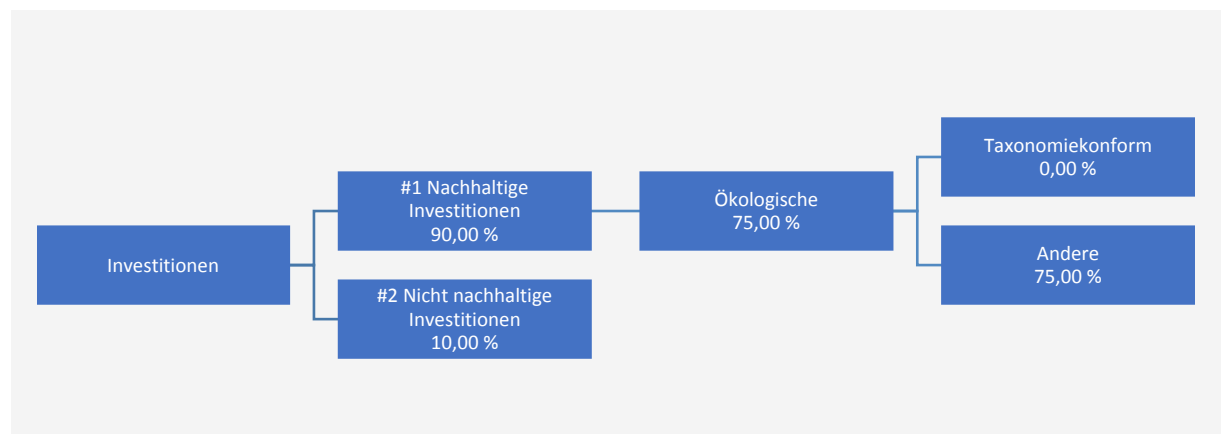 Investitionen
#1 Nachhaltige
Investitionen
90,00 %
#2 Nicht nachhaltige
Investitionen
10,00 %
Ökologische
75,00 %
Taxonomiekonform
0,00 %
Andere
75,00 %